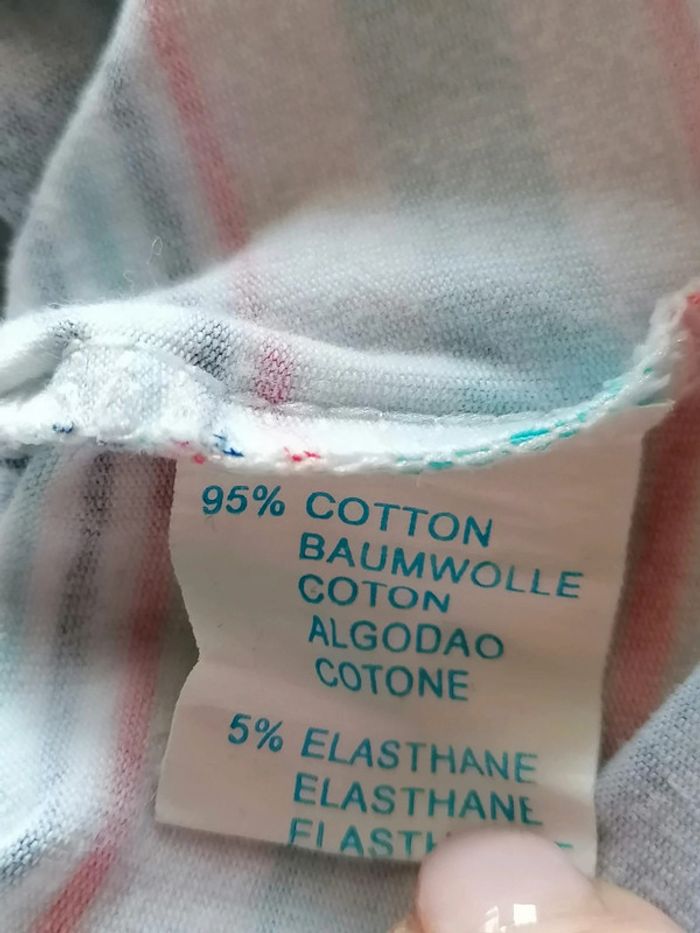 95% COTTON
BAUMWOLLE
COTON
ALGODAO
COTONE
5% ELASTHANE
ELASTHANE